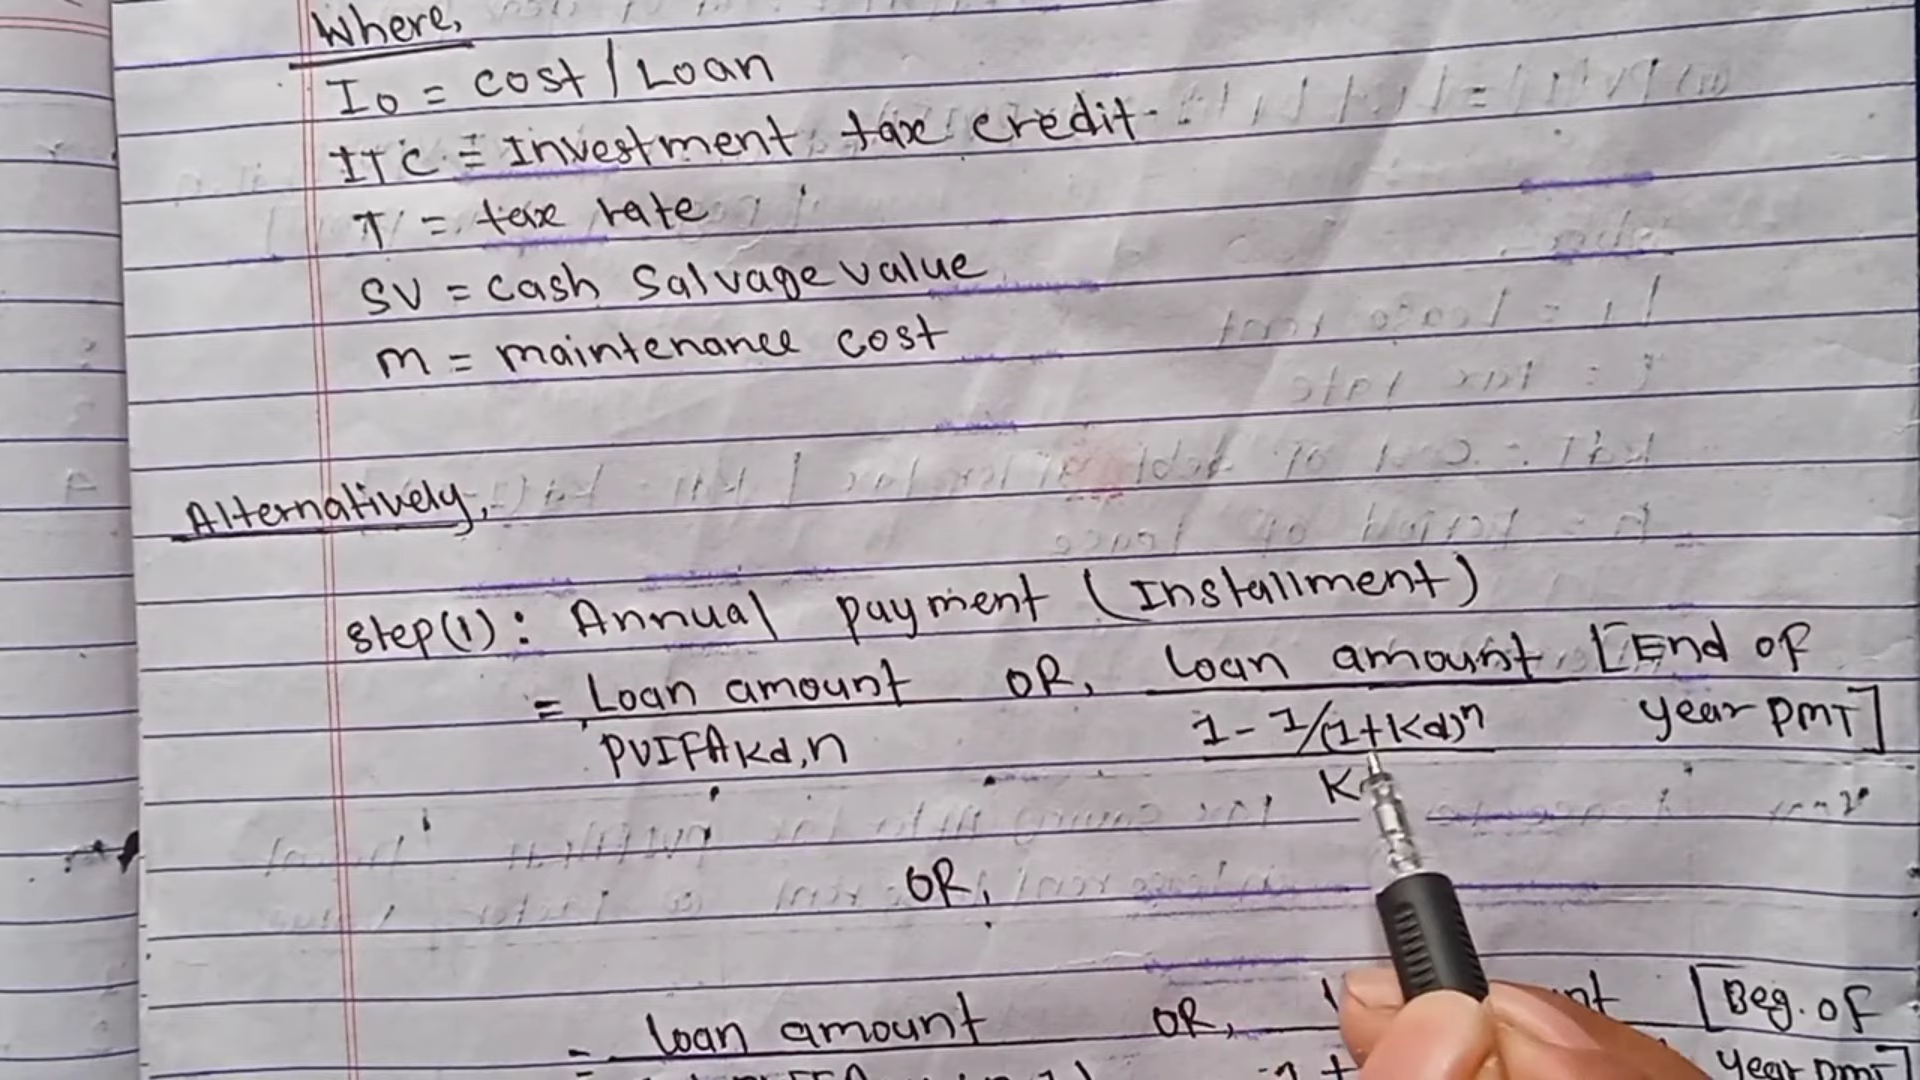 Where,
I0 = cost / Loan
ITC = Investment tax credit
T = tax rate
SV = Cash Salvage value
m = maintenance cost
Alternatively,
Step(1): Annual payment (Installment)
= Loan amount OR, Loan amount [End of
PVIFAkd,n 1 - 1/(1+kd)^n year PMT]
K
OR,
= Loan amount OR, [Beg. of
year PMT]